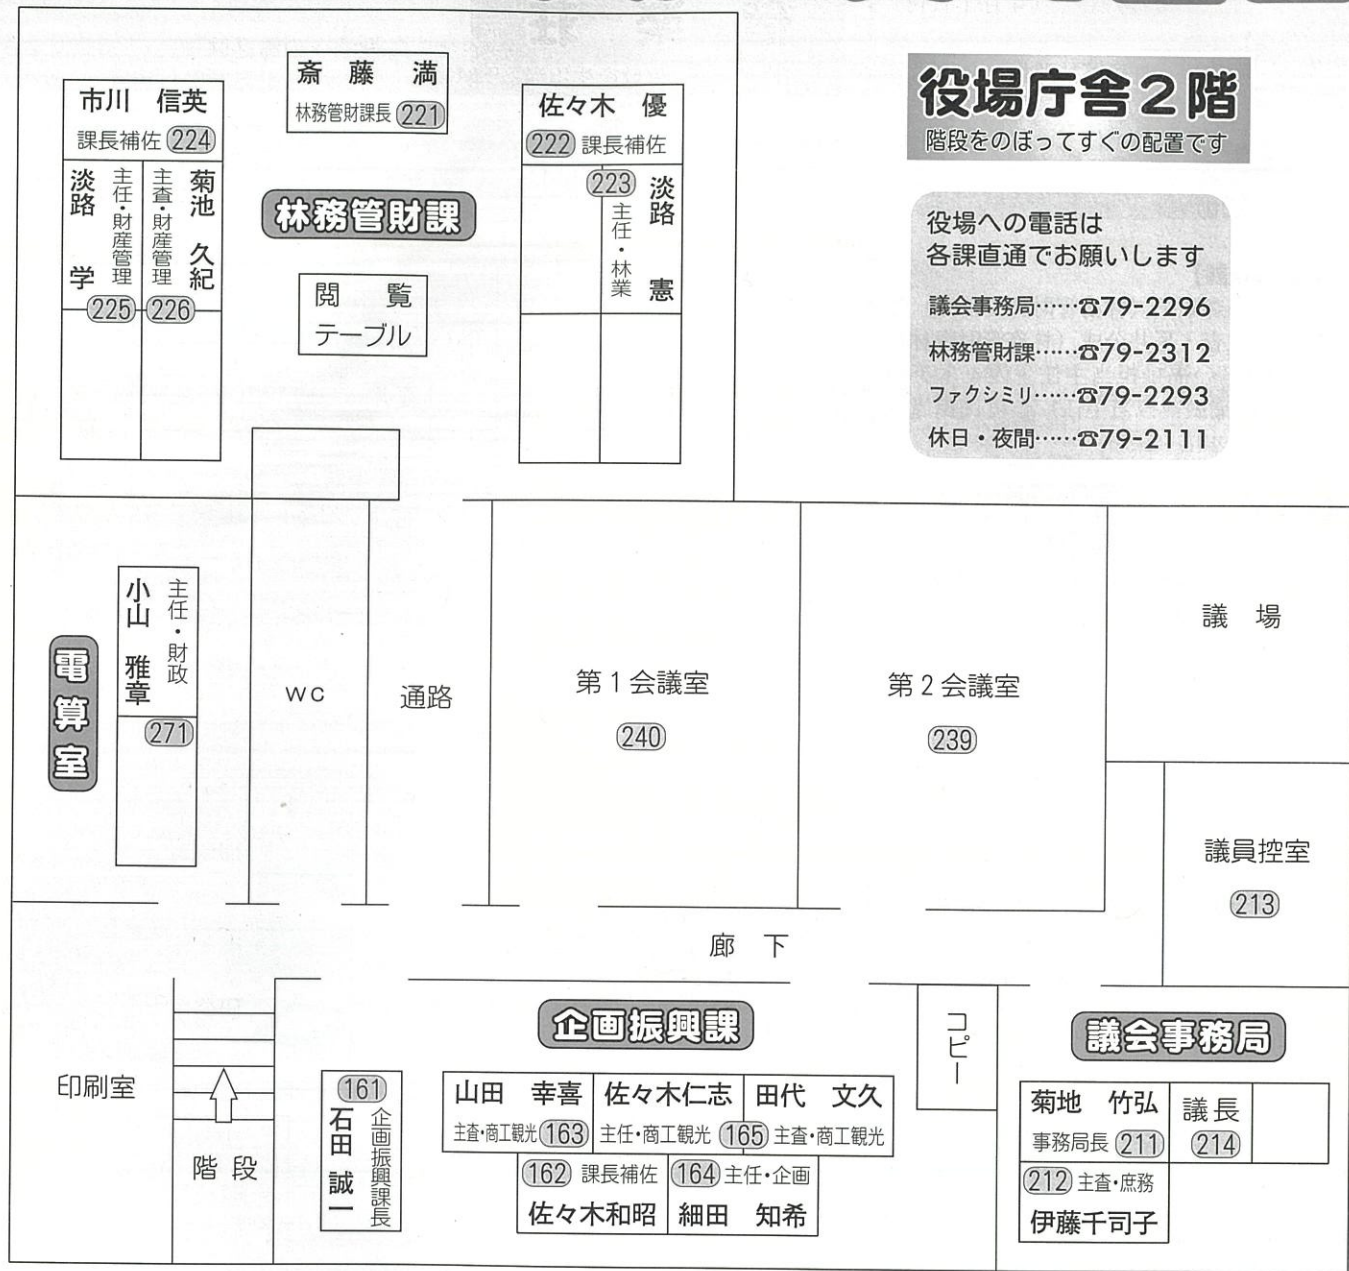 役場庁舎2階
階段をのぼってすぐの配置です
役場への電話は
各課直通でお願いします
議会事務局……☎79-2296
林務管財課……☎79-2312
ファクシミリ……☎79-2293
休日・夜間……☎79-2111
斎藤 満
林務管財課長 221
市川 信英
課長補佐 224
淡路 学
主任・財産管理
225
菊池 久紀
主査・財産管理
226
佐々木 優
222 課長補佐
223
淡路 憲
主任・林業
林務管財課
閲覧
テーブル
電算室
小山 雅章
主任・財政
271
WC
通路
第1会議室
240
第2会議室
239
議場
議員控室
213
廊下
印刷室
階段
企画振興課
161
石田 誠一
企画振興課長
山田 幸喜
主査・商工観光 163
佐々木仁志
主任・商工観光
田代 文久
165 主査・商工観光
162 課長補佐
佐々木和昭
164 主任・企画
細田 知希
コピー
議会事務局
菊地 竹弘
事務局長 211
議長
214
212 主査・庶務
伊藤千司子